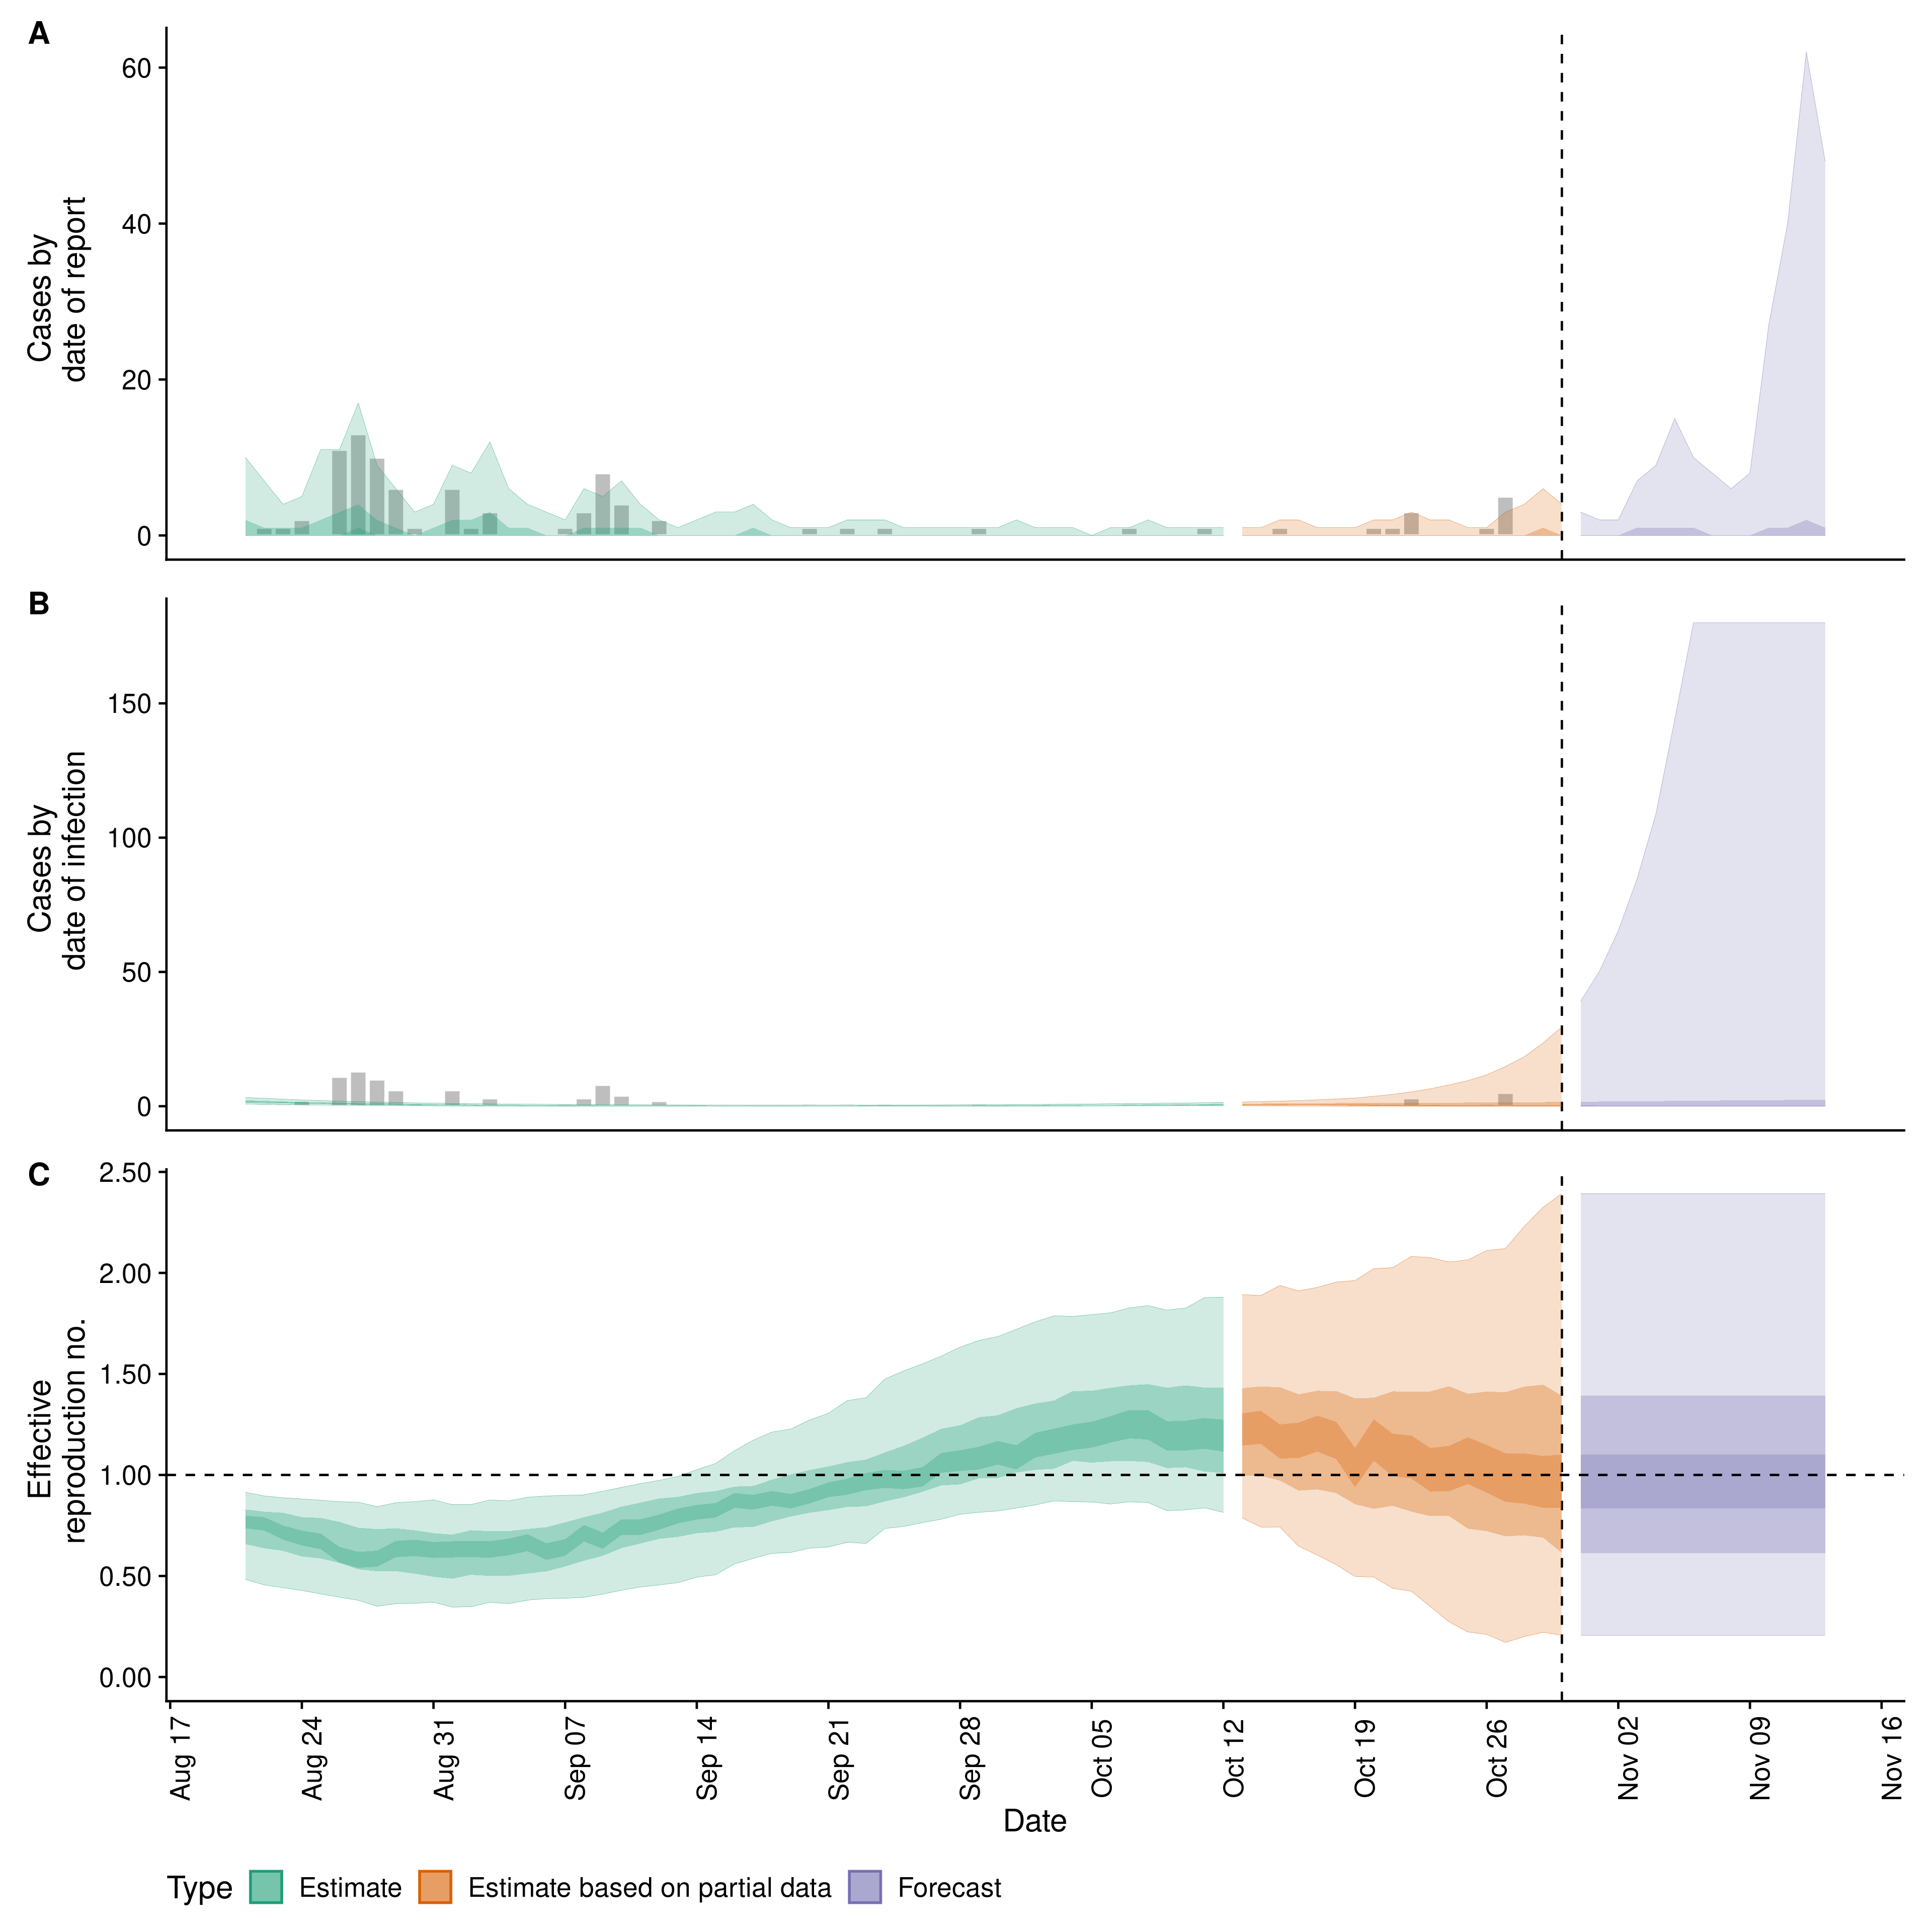 A
Cases by
date of report
60
40
20
0
B
Cases by
date of infection
150
100
50
0
C
Effective
reproduction no.
2.50
2.00
1.50
1.00
0.50
0.00
Aug 17
Aug 24
Aug 31
Sep 07
Sep 14
Sep 21
Sep 28
Oct 05
Oct 12
Oct 19
Oct 26
Nov 02
Nov 09
Nov 16
Date
Type Estimate Estimate based on partial data Forecast